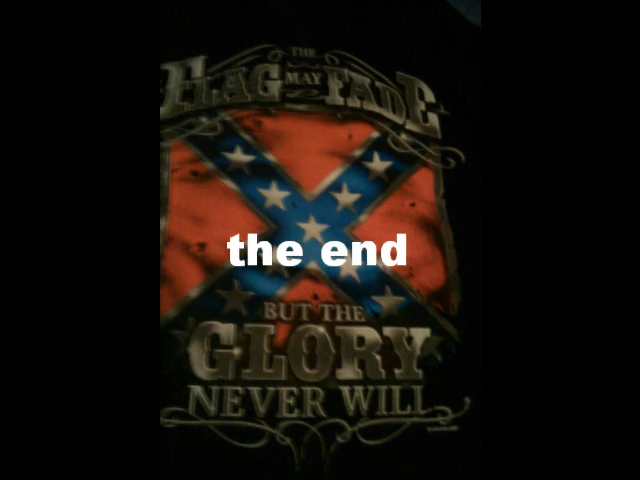 THE
FLAG MAY FADE
the end
BUT THE
GLORY
NEVER WILL